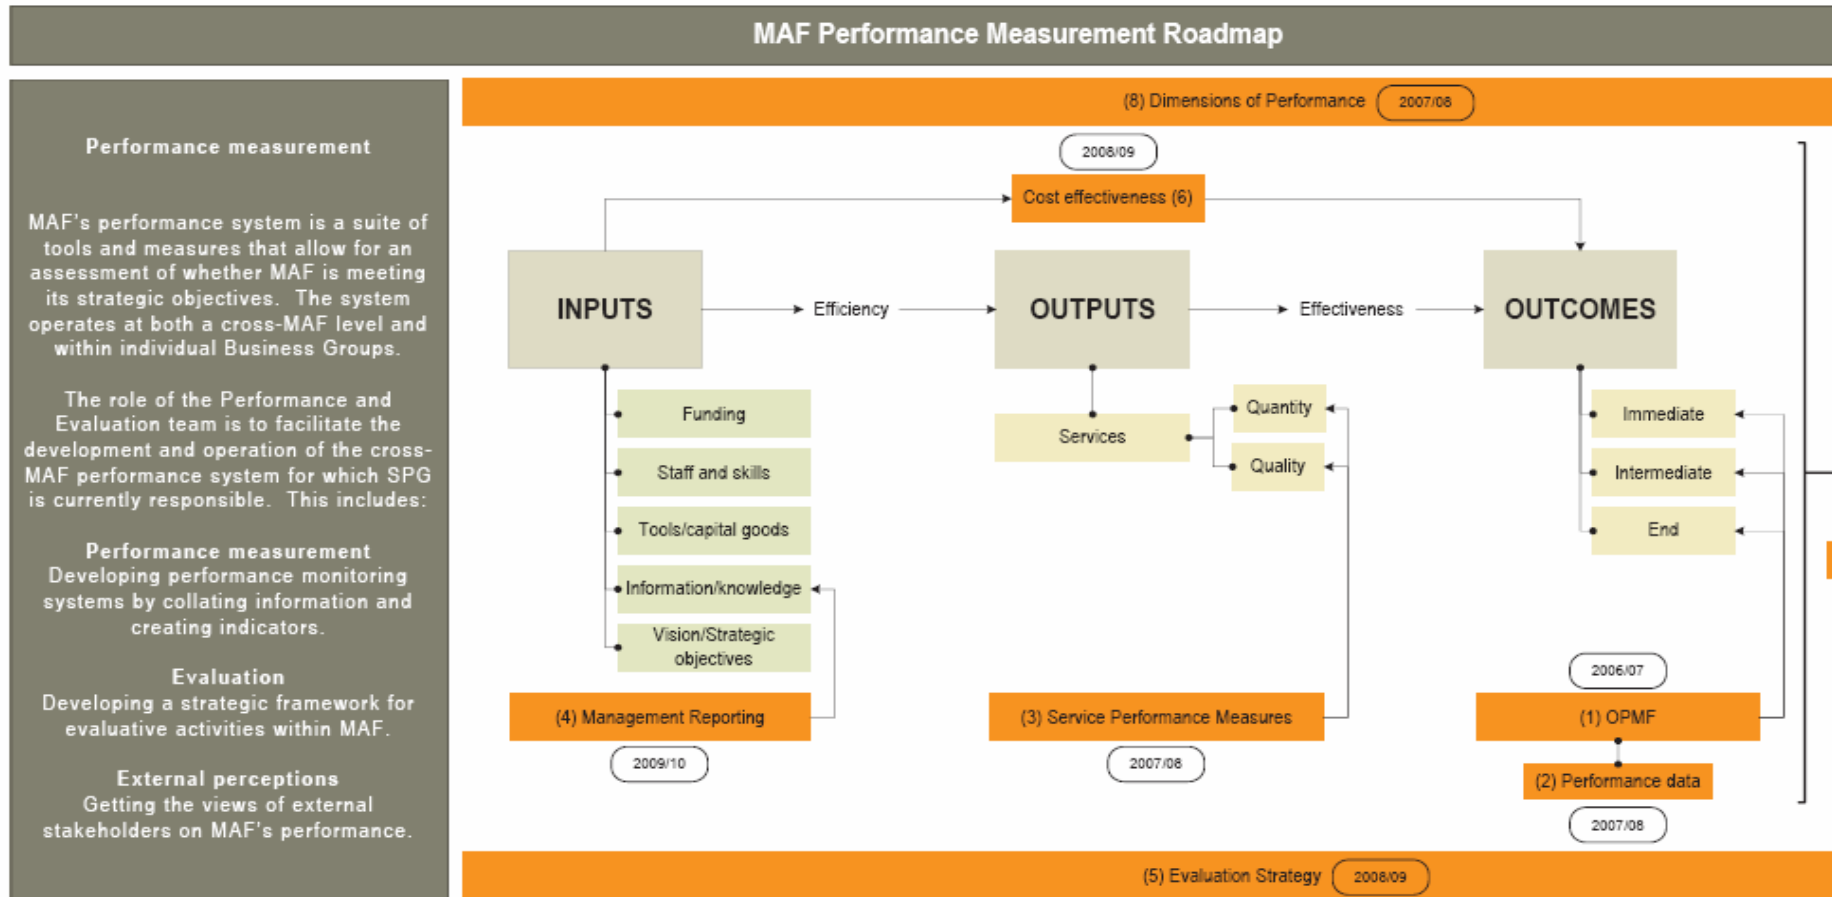 MAF Performance Measurement Roadmap
Performance measurement
MAF's performance system is a suite of
tools and measures that allow for an
assessment of whether MAF is meeting
its strategic objectives. The system
operates at both a cross-MAF level and
within individual Business Groups.
The role of the Performance and
Evaluation team is to facilitate the
development and operation of the cross-
MAF performance system for which SPG
is currently responsible. This includes:
Performance measurement
Developing performance monitoring
systems by collating information and
creating indicators.
Evaluation
Developing a strategic framework for
evaluative activities within MAF.
External perceptions
Getting the views of external
stakeholders on MAF's performance.
(8) Dimensions of Performance 2007/08
2008/09
Cost effectiveness (6)
INPUTS
Efficiency
OUTPUTS
Effectiveness
OUTCOMES
Funding
Staff and skills
Tools/capital goods
Information/knowledge
Vision/Strategic
objectives
(4) Management Reporting
2009/10
Services
Quantity
Quality
(3) Service Performance Measures
2007/08
Immediate
Intermediate
End
2006/07
(1) OPMF
(2) Performance data
2007/08
(5) Evaluation Strategy 2008/09